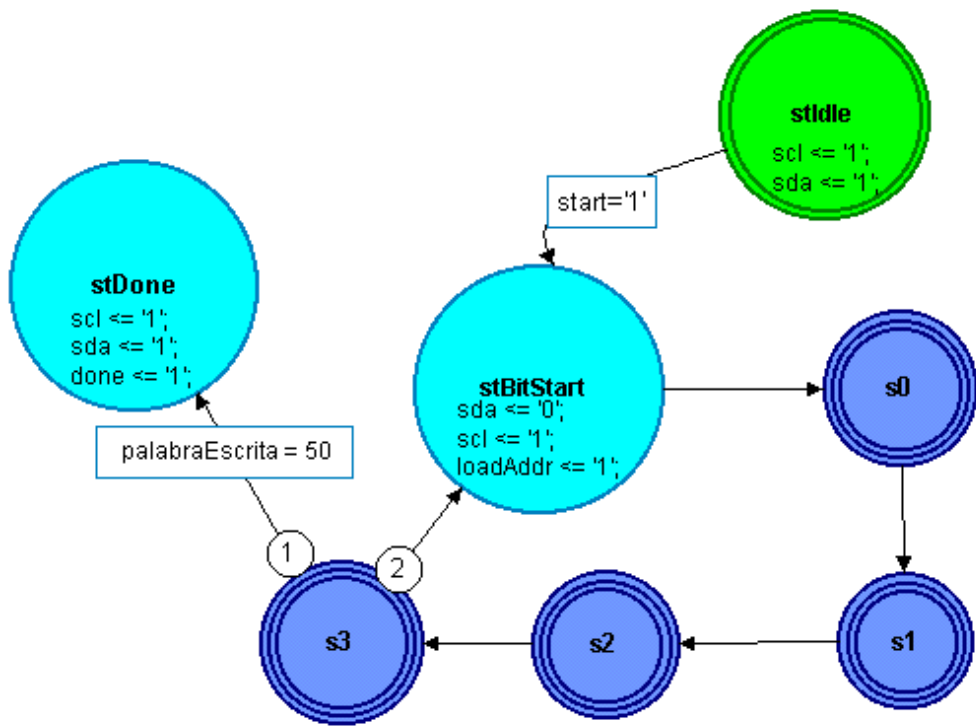 stIdle
scl <= '1';
sda <= '1';
start='1'
stDone
scl <= '1';
sda <= '1';
done <= '1';
stBitStart
sda <= '0';
scl <= '1';
loadAddr <= '1';
s0
palabraEscrita = 50
1
2
s3
s2
s1